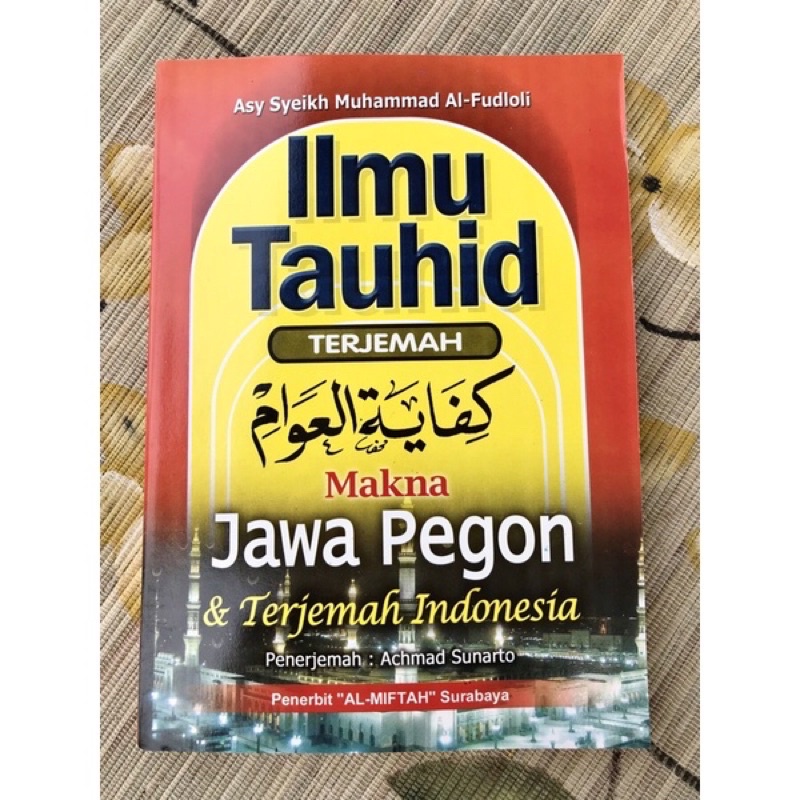 Asy Syeikh Muhammad Al-Fudloli
Ilmu
Tauhid
TERJEMAH
كِفَايَةُ الْعَوَامِ
Makna
Jawa Pegon
& Terjemah Indonesia
Penerjemah : Achmad Sunarto
Penerbit "AL-MIFTAH" Surabaya